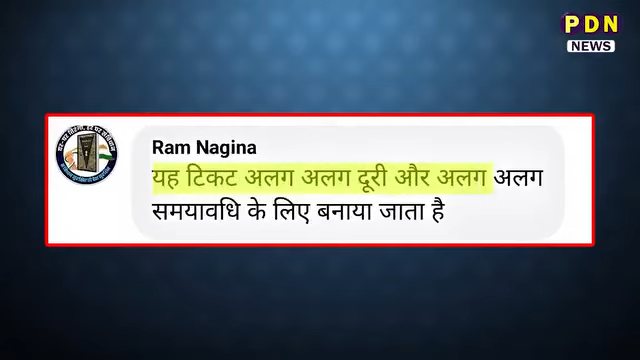 PDN
NEWS
Ram Nagina
यह टिकट अलग अलग दूरी और अलग अलग
समयावधि के लिए बनाया जाता है